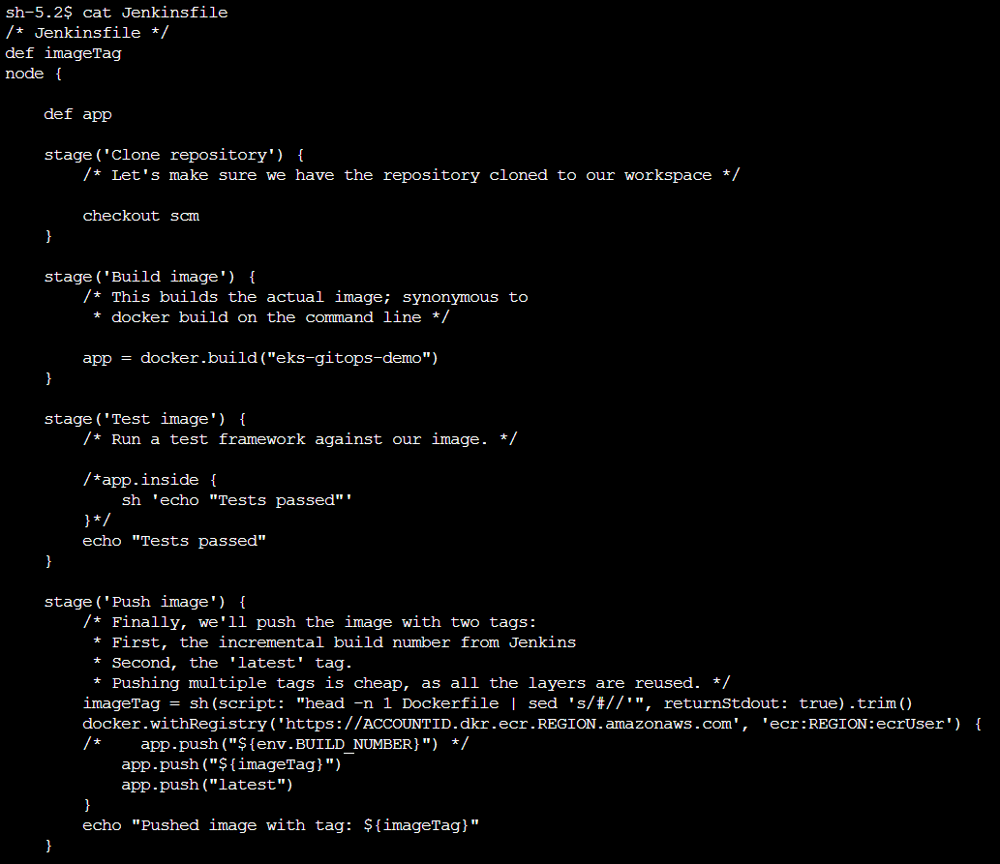 sh-5.2$ cat Jenkinsfile
/* Jenkinsfile */
def imageTag
node {
def app
stage('Clone repository') {
/* Let's make sure we have the repository cloned to our workspace */
checkout scm
}
stage('Build image') {
/* This builds the actual image; synonymous to
* docker build on the command line */
app = docker.build("eks-gitops-demo")
}
stage('Test image') {
/* Run a test framework against our image. */
/*app.inside {
sh 'echo "Tests passed"'
}*/
echo "Tests passed"
}
stage('Push image') {
/* Finally, we'll push the image with two tags:
* First, the incremental build number from Jenkins
* Second, the 'latest' tag.
* Pushing multiple tags is cheap, as all the layers are reused. */
imageTag = sh(script: "head -n 1 Dockerfile | sed 's/#//'", returnStdout: true).trim()
docker.withRegistry('https://ACCOUNTID.dkr.ecr.REGION.amazonaws.com', 'ecr:REGION:ecrUser') {
/*    app.push("${env.BUILD_NUMBER}") */
app.push("${imageTag}")
app.push("latest")
}
echo "Pushed image with tag: ${imageTag}"
}